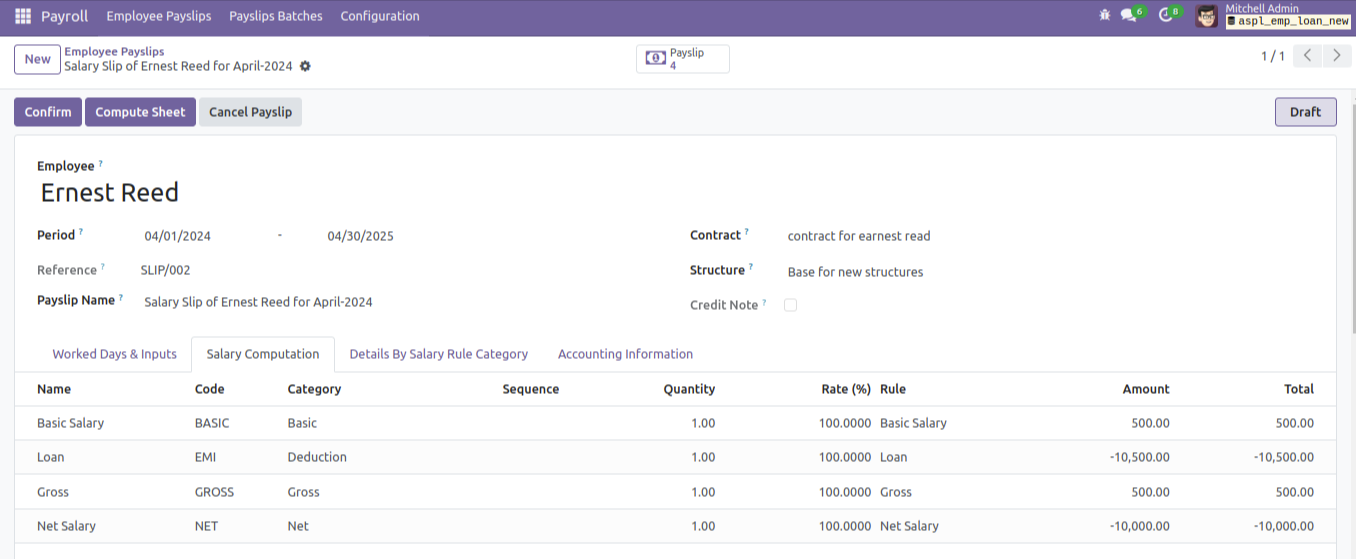 Payroll Employee Payslips Payslips Batches Configuration 6 8 Mitchell Admin
aspl_emp_loan_new
New Employee Payslips Payslip
Salary Slip of Ernest Reed for April-2024 4 1 / 1
Confirm Compute Sheet Cancel Payslip Draft
Employee ?
Ernest Reed
Period ? 04/01/2024 - 04/30/2025 Contract ? contract for earnest read
Reference ? SLIP/002 Structure ? Base for new structures
Payslip Name ? Salary Slip of Ernest Reed for April-2024 Credit Note ?
Worked Days & Inputs Salary Computation Details By Salary Rule Category Accounting Information
Name Code Category Sequence Quantity Rate (%) Rule Amount Total
Basic Salary BASIC Basic 1.00 100.0000 Basic Salary 500.00 500.00
Loan EMI Deduction 1.00 100.0000 Loan -10,500.00 -10,500.00
Gross GROSS Gross 1.00 100.0000 Gross 500.00 500.00
Net Salary NET Net 1.00 100.0000 Net Salary -10,000.00 -10,000.00